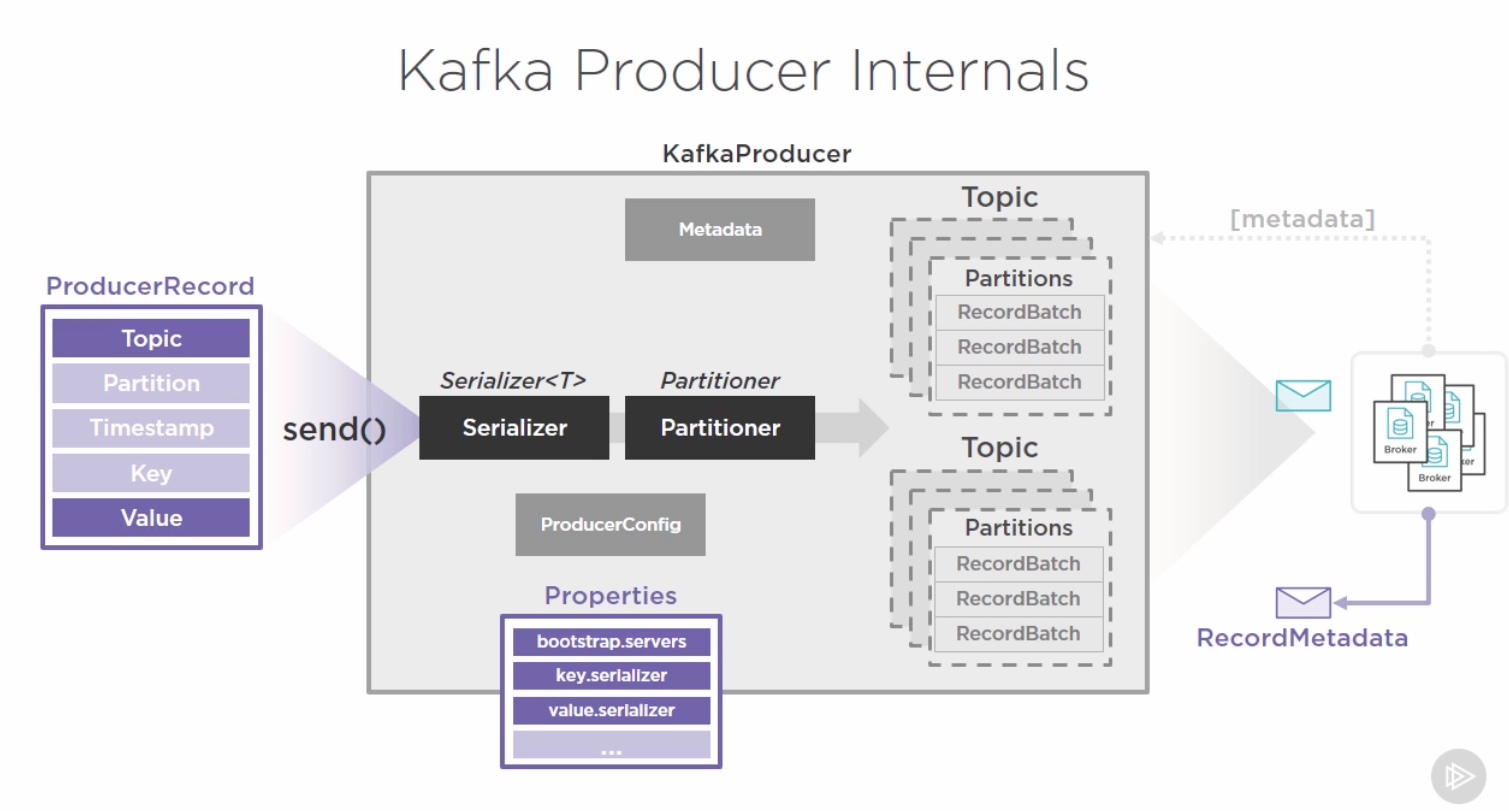 Kafka Producer Internals
KafkaProducer
ProducerRecord
Topic
Partition
Timestamp
Key
Value
send()
Metadata
Serializer<T>
Serializer
Partitioner
Partitioner
ProducerConfig
Properties
bootstrap.servers
key.serializer
value.serializer
...
Topic
Partitions
RecordBatch
RecordBatch
RecordBatch
Topic
Partitions
RecordBatch
RecordBatch
RecordBatch
[metadata]
Broker
Broker
RecordMetadata